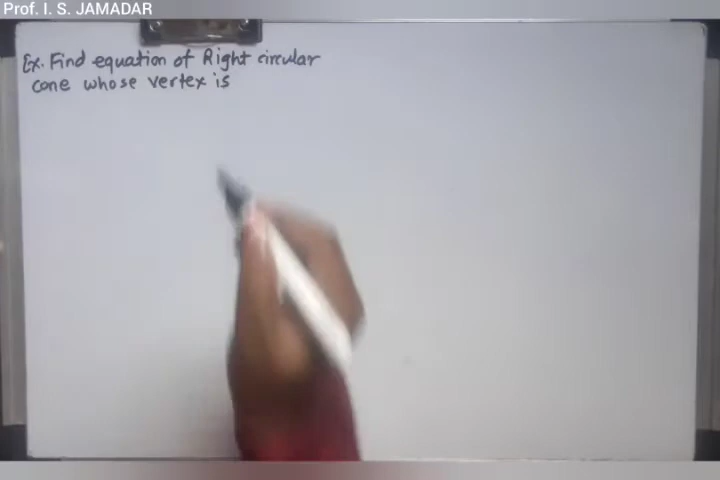 Prof. I. S. JAMADAR
Ex. Find equation of Right circular
cone whose vertex is